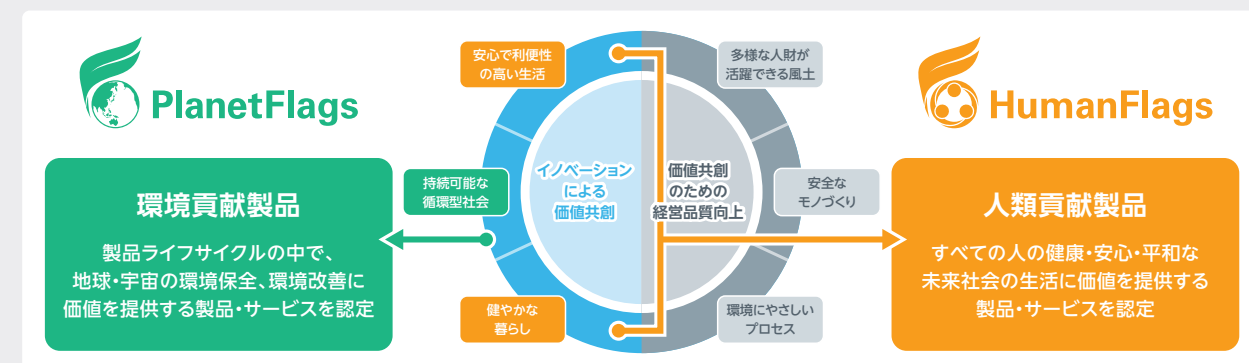 PlanetFlags
環境貢献製品
製品ライフサイクルの中で、
地球・宇宙の環境保全、環境改善に
価値を提供する製品・サービスを認定
安心で利便性
の高い生活
持続可能な
循環型社会
健やかな
暮らし
イノベーション
による
価値共創
価値共創
のための
経営品質向上
多様な人財が
活躍できる風土
安全な
モノづくり
環境にやさしい
プロセス
HumanFlags
人類貢献製品
すべての人の健康・安心・平和な
未来社会の生活に価値を提供する
製品・サービスを認定